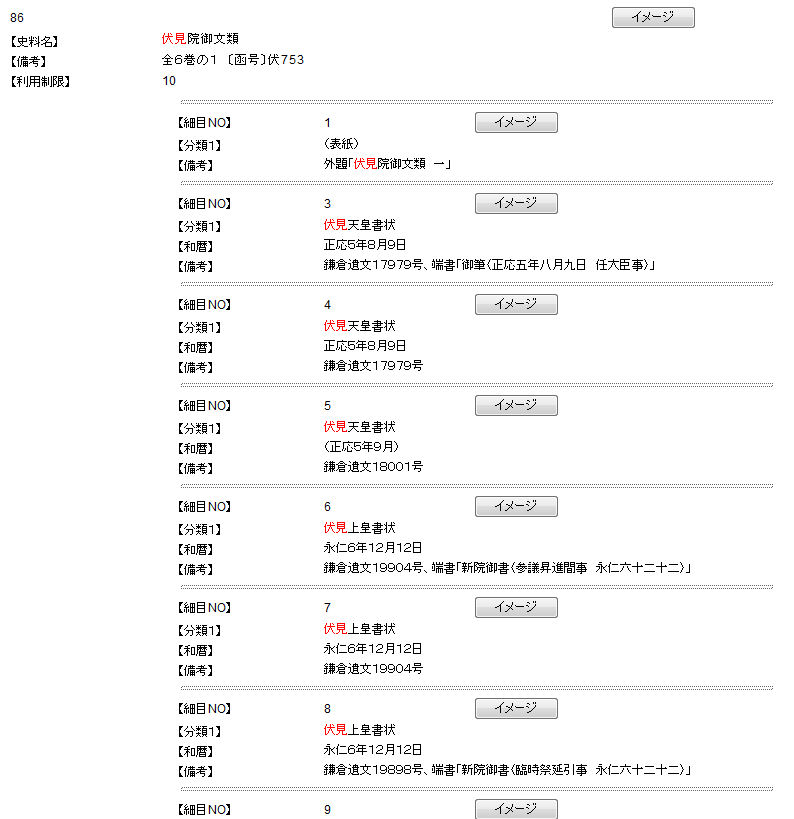 86 イメージ
【史料名】 伏見院御文類
【備考】 全6巻の1 〔函号〕伏753
【利用制限】 10
【細目NO】 1 イメージ
【分類1】 （表紙）
【備考】 外題「伏見院御文類 一」
【細目NO】 3 イメージ
【分類1】 伏見天皇書状
【和暦】 正応5年8月9日
【備考】 鎌倉遺文17979号、端書「御筆〈正応五年八月九日 任大臣事〉」
【細目NO】 4 イメージ
【分類1】 伏見天皇書状
【和暦】 正応5年8月9日
【備考】 鎌倉遺文17979号
【細目NO】 5 イメージ
【分類1】 伏見天皇書状
【和暦】 （正応5年9月）
【備考】 鎌倉遺文18001号
【細目NO】 6 イメージ
【分類1】 伏見上皇書状
【和暦】 永仁6年12月12日
【備考】 鎌倉遺文19904号、端書「新院御書〈参議昇進間事 永仁六十二十二〉」
【細目NO】 7 イメージ
【分類1】 伏見上皇書状
【和暦】 永仁6年12月12日
【備考】 鎌倉遺文19904号
【細目NO】 8 イメージ
【分類1】 伏見上皇書状
【和暦】 永仁6年12月12日
【備考】 鎌倉遺文19898号、端書「新院御書〈臨時祭延引事 永仁六十二十二〉」
【細目NO】 9 イメージ